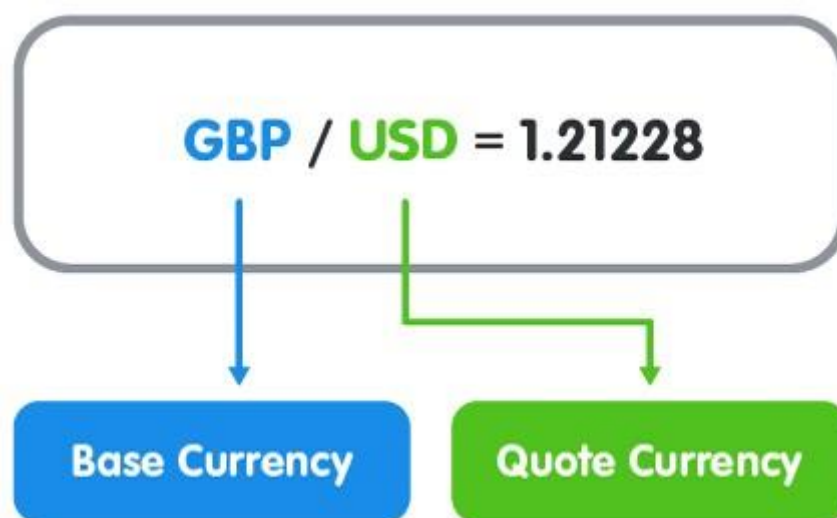 GBP / USD = 1.21228
Base Currency
Quote Currency